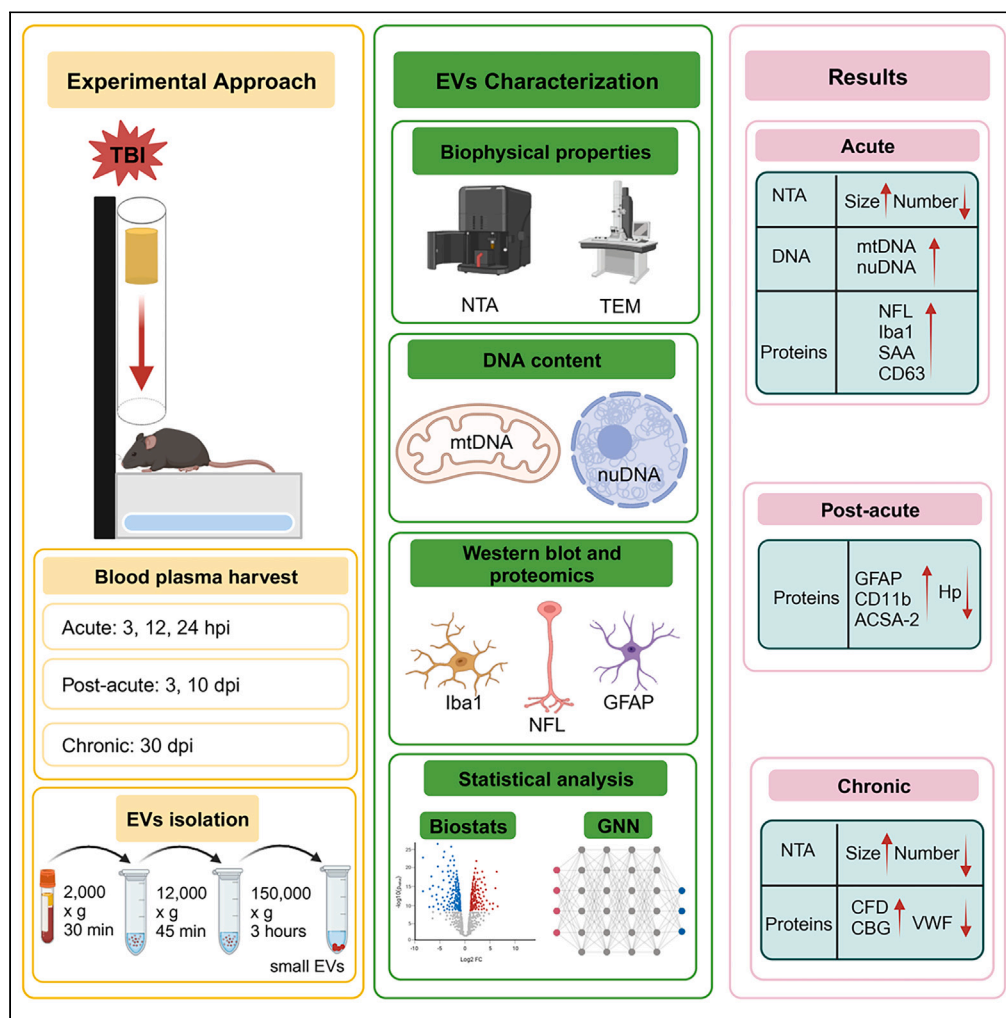 Experimental Approach
TBI
Blood plasma harvest
Acute: 3, 12, 24 hpi
Post-acute: 3, 10 dpi
Chronic: 30 dpi
EVs isolation
2,000
x g
30 min
12,000
x g
45 min
150,000
x g
3 hours
small EVs
EVs Characterization
Biophysical properties
NTA
TEM
DNA content
mtDNA
nuDNA
Western blot and
proteomics
Iba1
NFL
GFAP
Statistical analysis
Biostats
GNN
Log2 FC
Results
Acute
NTA
Size
Number
DNA
mtDNA
nuDNA
Proteins
NFL
Iba1
SAA
CD63
Post-acute
Proteins
GFAP
CD11b
ACSA-2
Hp
Chronic
NTA
Size
Number
Proteins
CFD
CBG
VWF